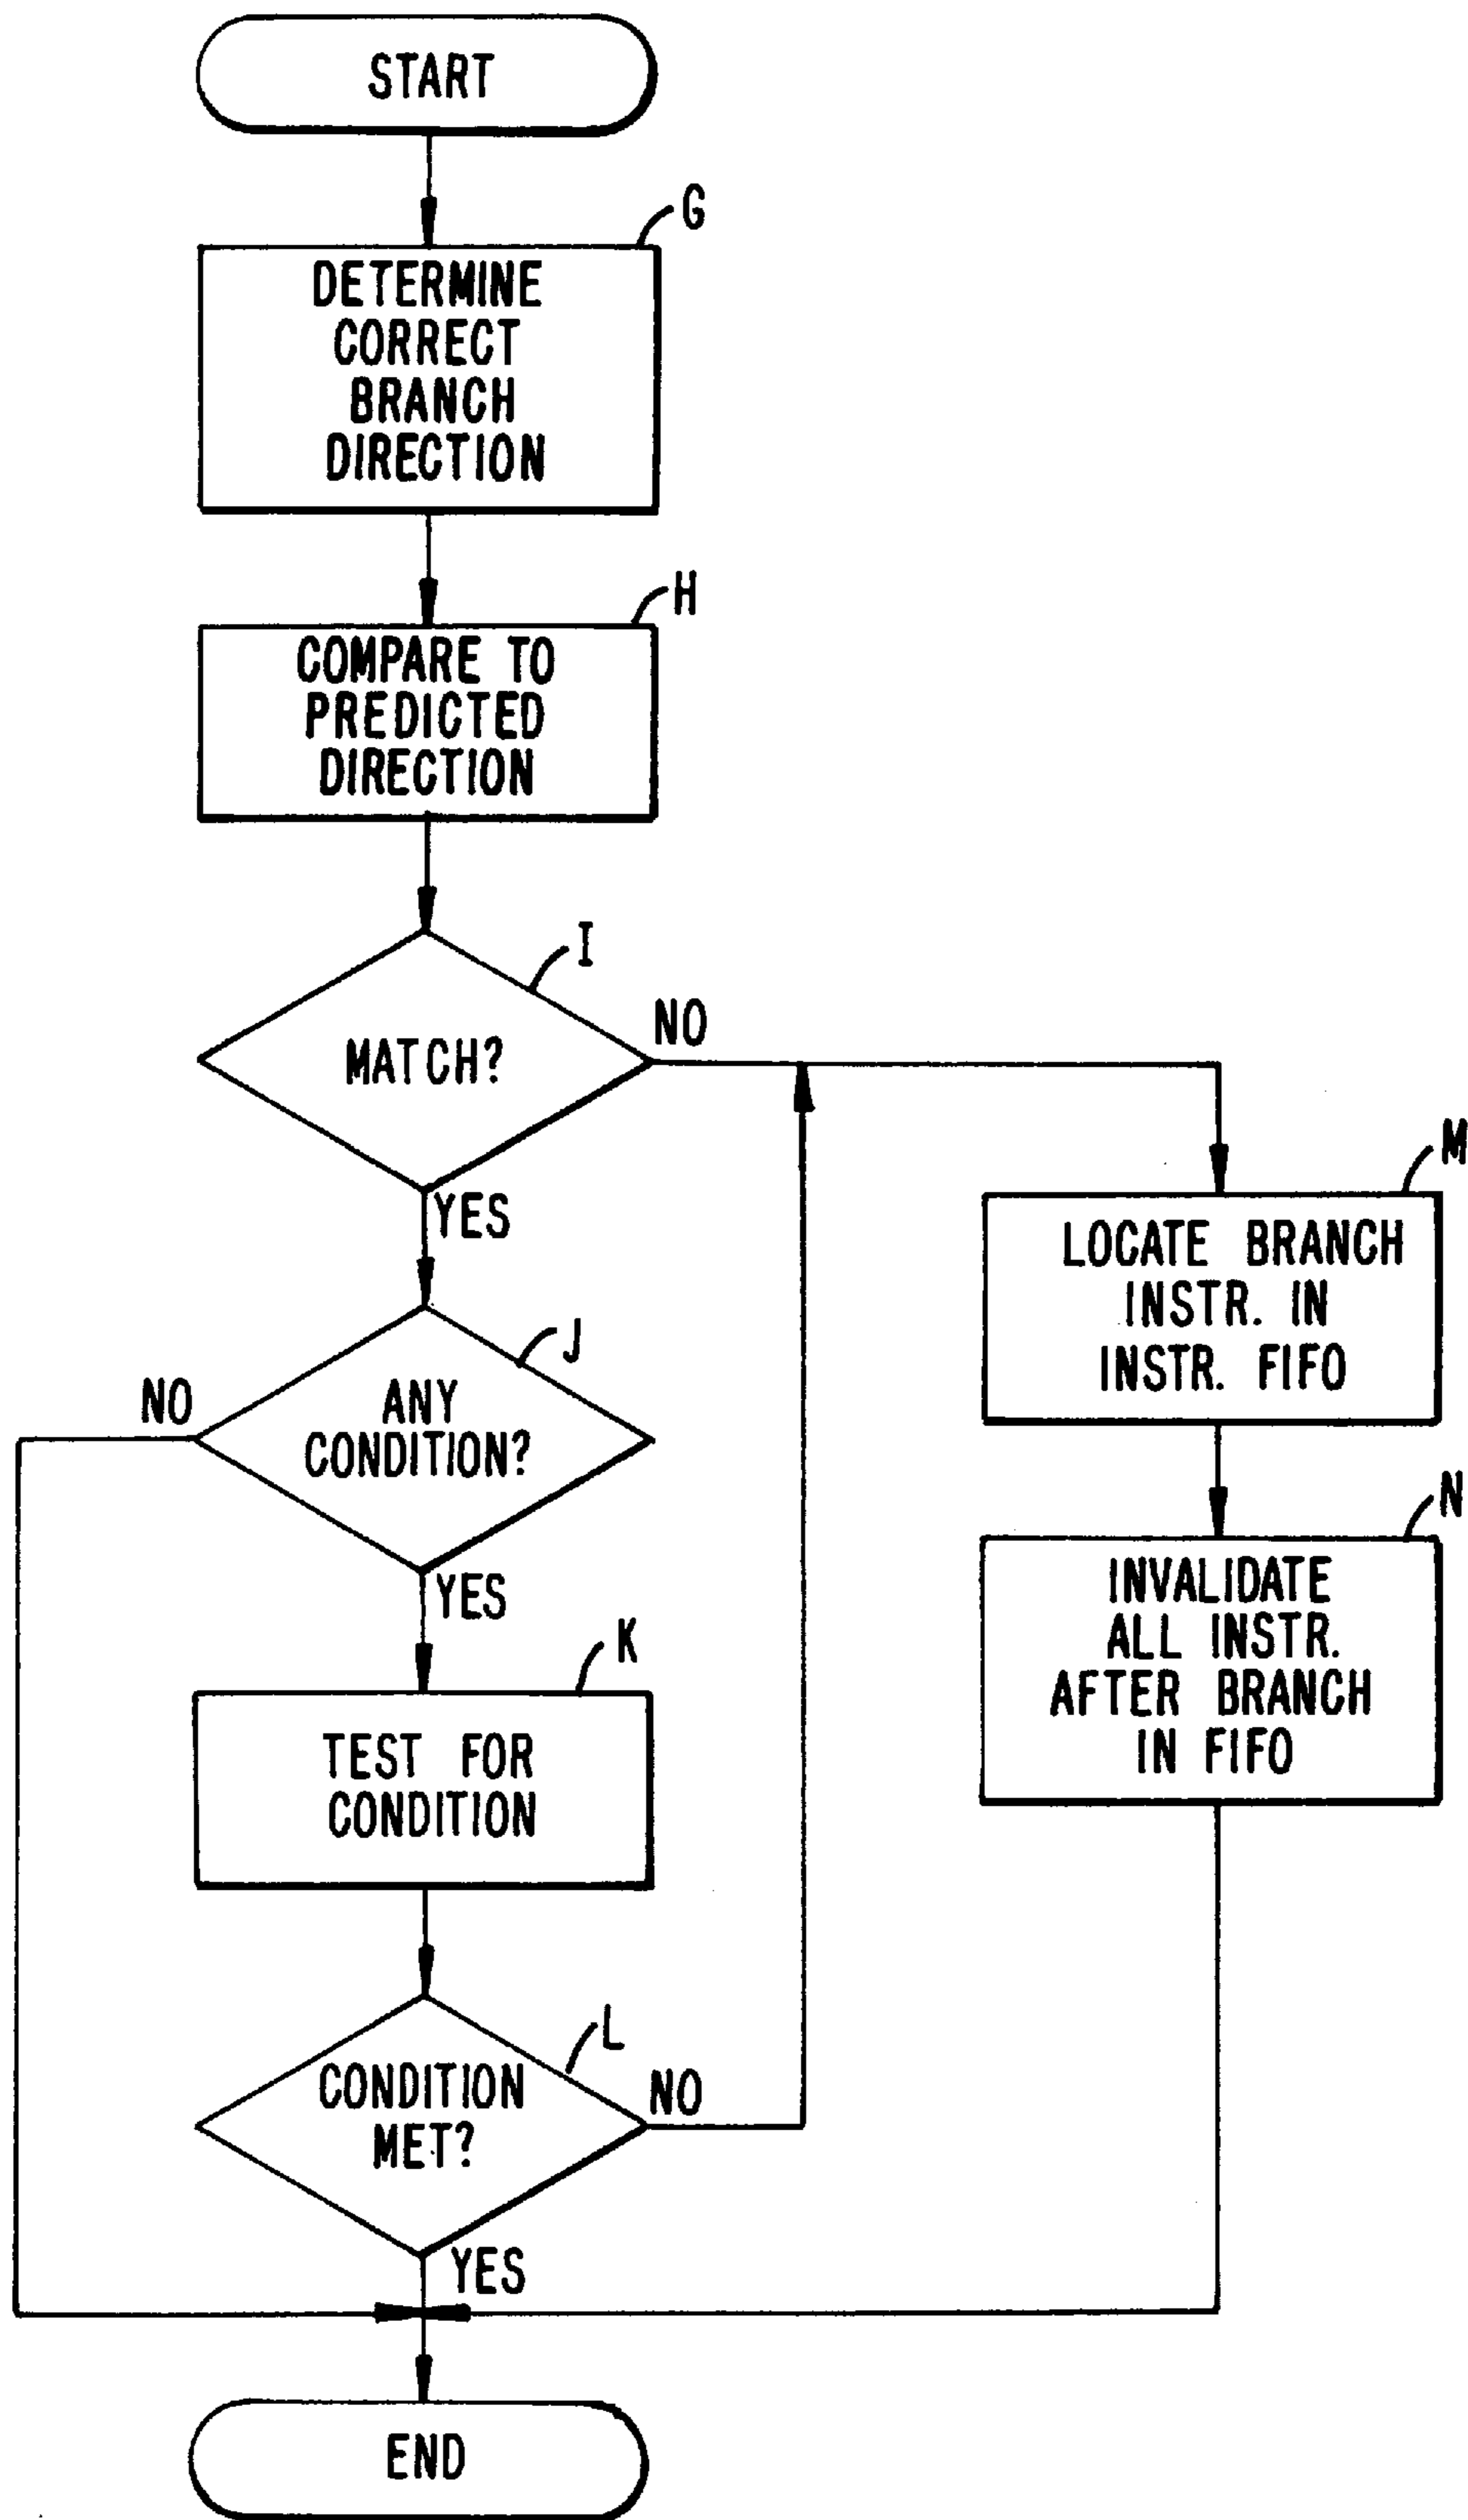 START
G
DETERMINE
CORRECT
BRANCH
DIRECTION
H
COMPARE TO
PREDICTED
DIRECTION
I
MATCH?
NO
YES
J
ANY
CONDITION?
NO
YES
K
TEST FOR
CONDITION
L
CONDITION
MET?
NO
YES
M
LOCATE BRANCH
INSTR. IN
INSTR. FIFO
N
INVALIDATE
ALL INSTR.
AFTER BRANCH
IN FIFO
END